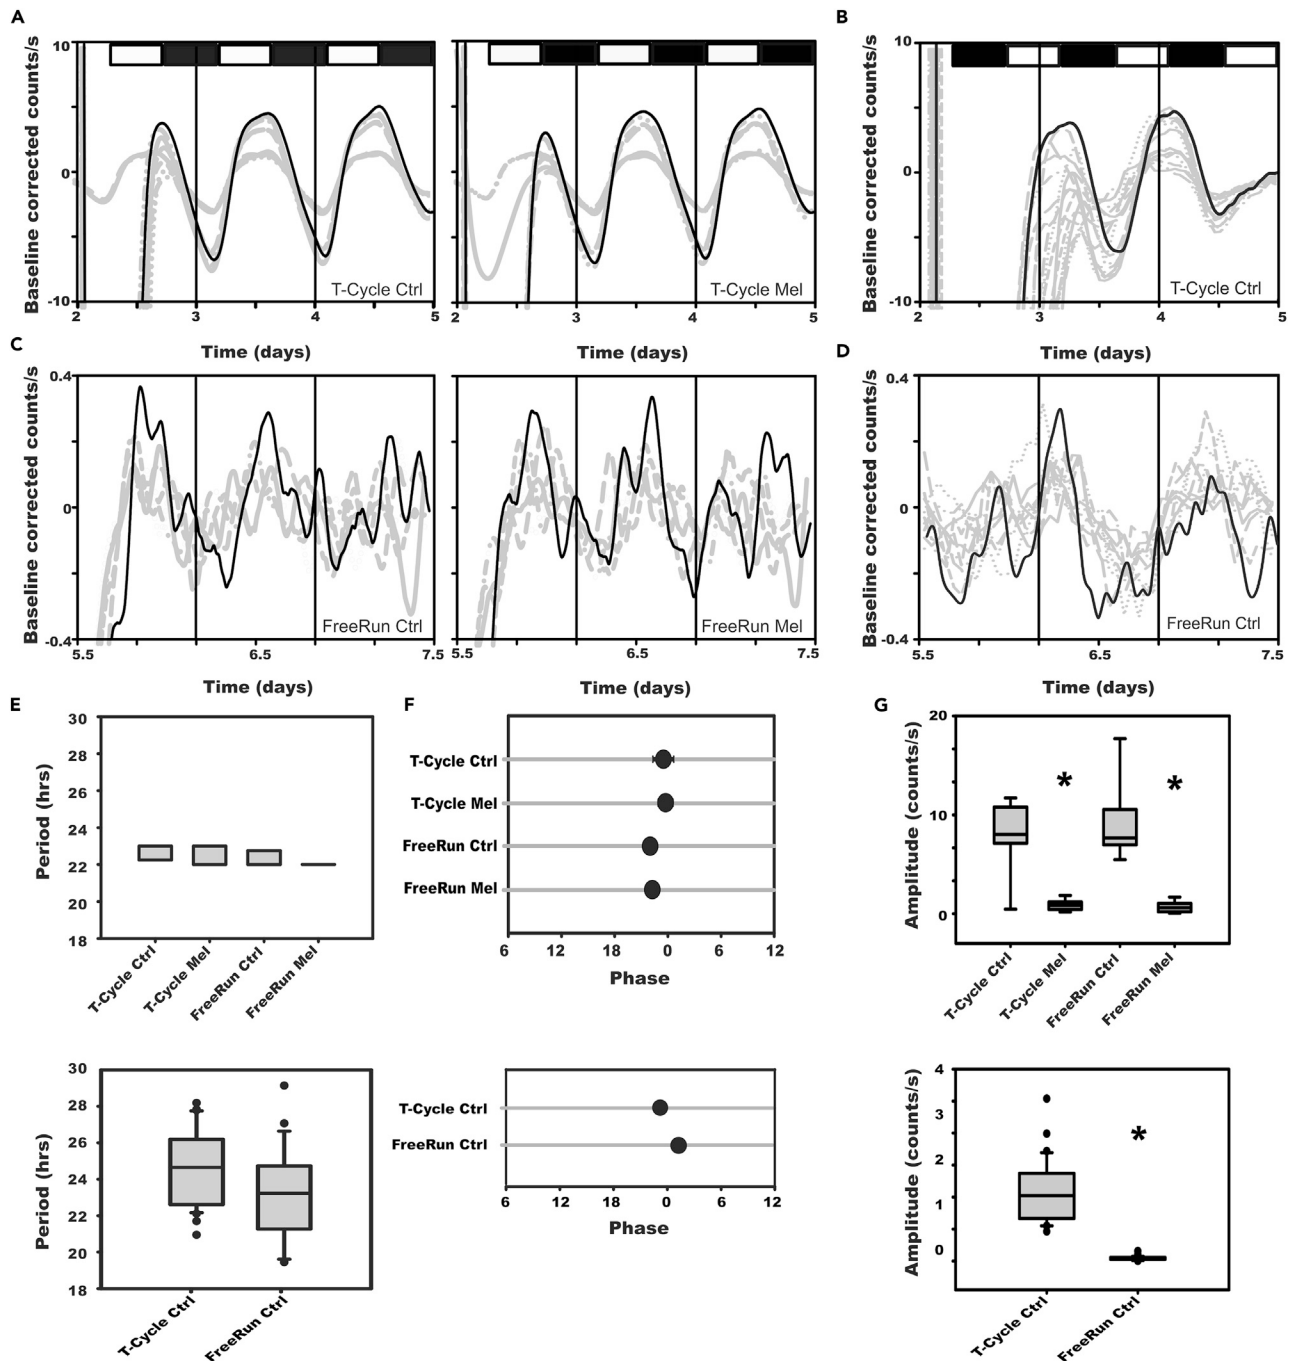 A
B
Baseline corrected counts/s
10
0
-10
T-Cycle Ctrl
2
3
4
5
Time (days)
T-Cycle Mel
2
3
4
5
Time (days)
Baseline corrected counts/s
10
0
-10
T-Cycle Ctrl
2
3
4
5
Time (days)
C
D
Baseline corrected counts/s
0.4
0
-0.4
FreeRun Ctrl
5.5
6.5
7.5
Time (days)
FreeRun Mel
5.5
6.5
7.5
Time (days)
Baseline corrected counts/s
0.4
0
-0.4
FreeRun Ctrl
5.5
6.5
7.5
Time (days)
E
Period (hrs)
30
28
26
24
22
20
18
T-Cycle Ctrl
T-Cycle Mel
FreeRun Ctrl
FreeRun Mel
F
T-Cycle Ctrl
T-Cycle Mel
FreeRun Ctrl
FreeRun Mel
6 12 18 0 12
Phase
G
Amplitude (counts/s)
20
10
0
*
*
T-Cycle Ctrl
T-Cycle Mel
FreeRun Ctrl
FreeRun Mel
Period (hrs)
30
28
26
24
22
20
18
T-Cycle Ctrl
FreeRun Ctrl
T-Cycle Ctrl
FreeRun Ctrl
6 12 12 0 12
Phase
Amplitude (counts/s)
4
3
2
1
0
*
T-Cycle Ctrl
FreeRun Ctrl